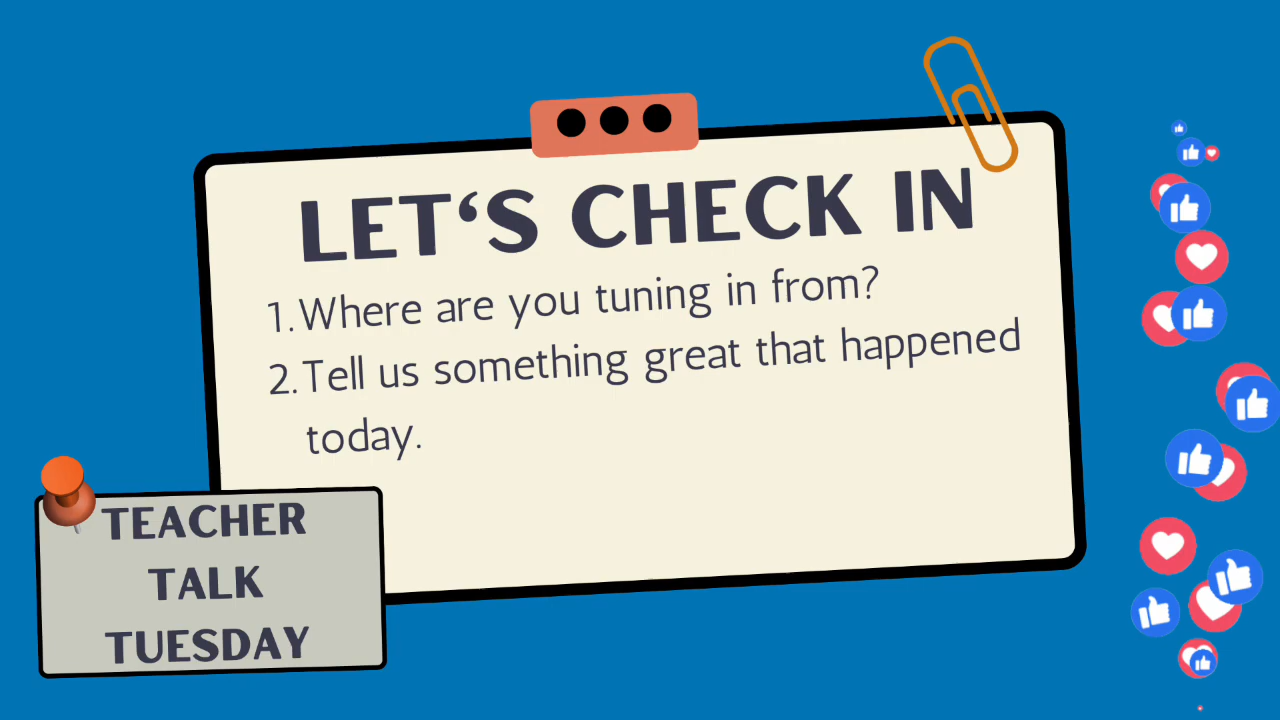 LET‘S CHECK IN
1. Where are you tuning in from?
2. Tell us something great that happened
today.
TEACHER
TALK
TUESDAY